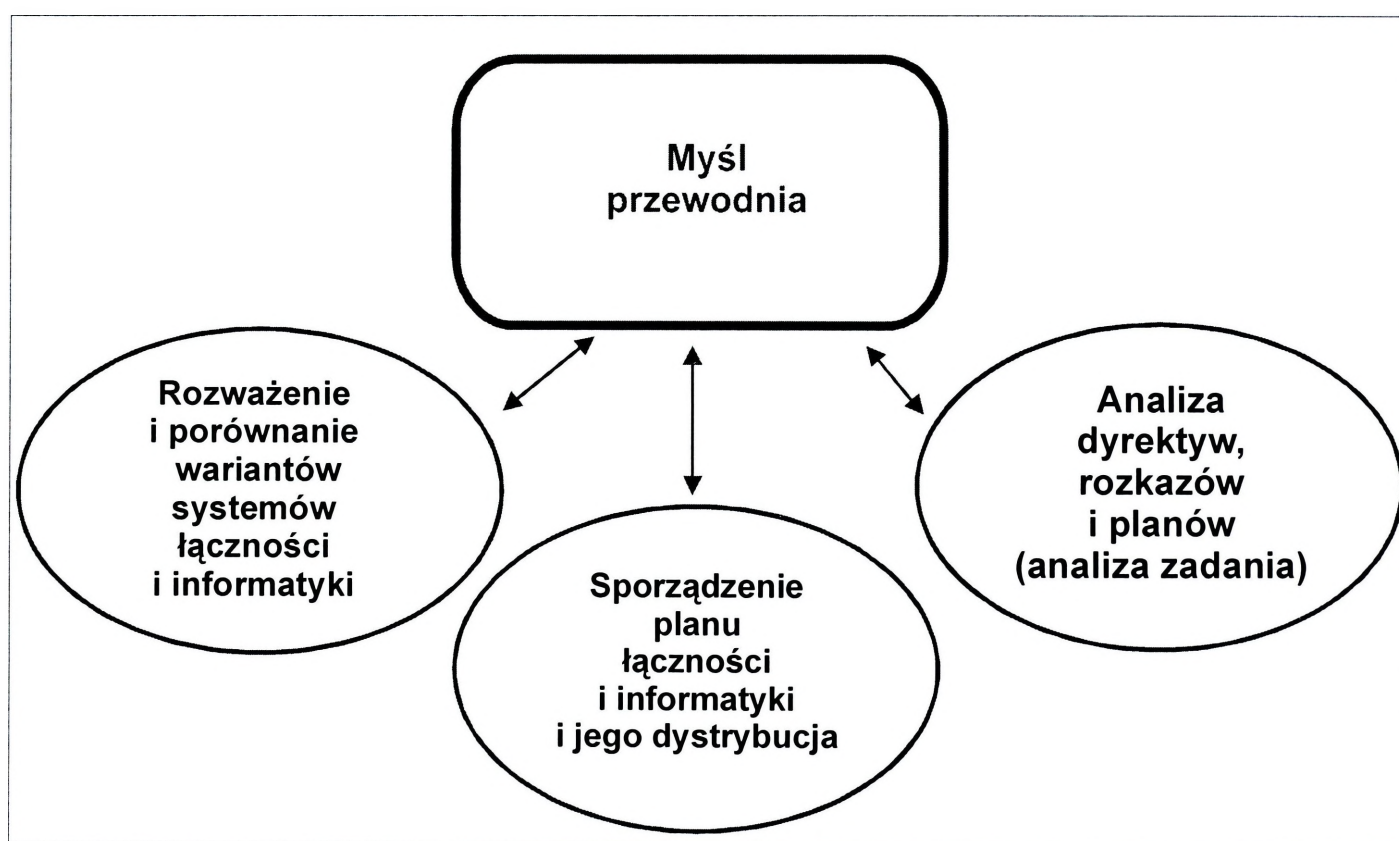 Myśl
przewodnia
Rozważenie
i porównanie
wariantów
systemów
łączności
i informatyki
Sporządzenie
planu
łączności
i informatyki
i jego dystrybucja
Analiza
dyrektyw,
rozkazów
i planów
(analiza zadania)